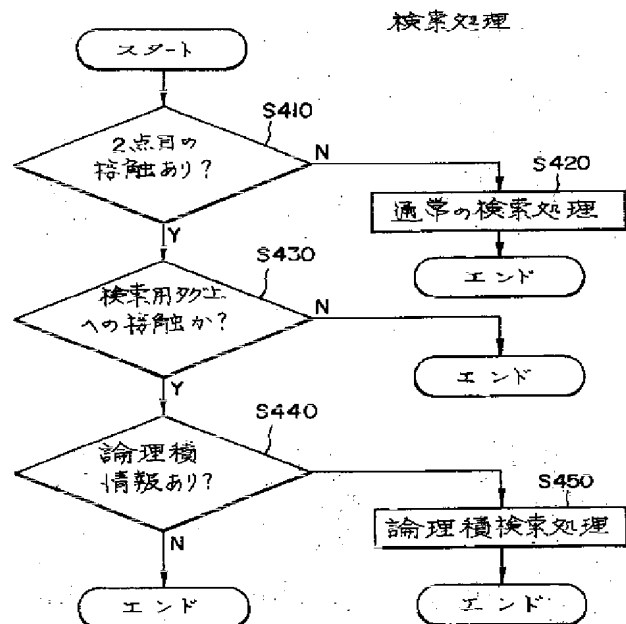 検索処理
スタート
S410
2点目の
接触あり?
N
S420
通常の検索処理
Y
エンド
S430
検索用タグ上
への接触か?
N
エンド
Y
S440
論理積
情報あり?
S450
論理積検索処理
N
エンド
エンド